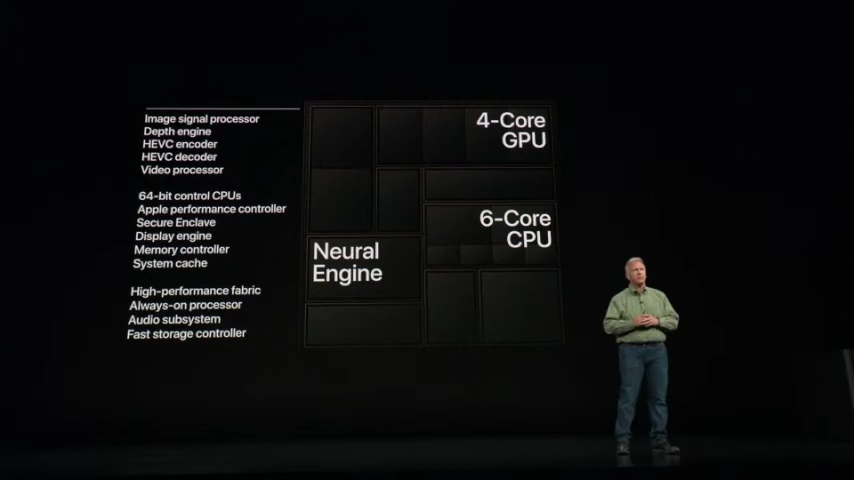 Image signal processor
Depth engine
HEVC encoder
HEVC decoder
Video processor
64-bit control CPUs
Apple performance controller
Secure Enclave
Display engine
Memory controller
System cache
High-performance fabric
Always-on processor
Audio subsystem
Fast storage controller
4-Core
GPU
6-Core
CPU
Neural
Engine